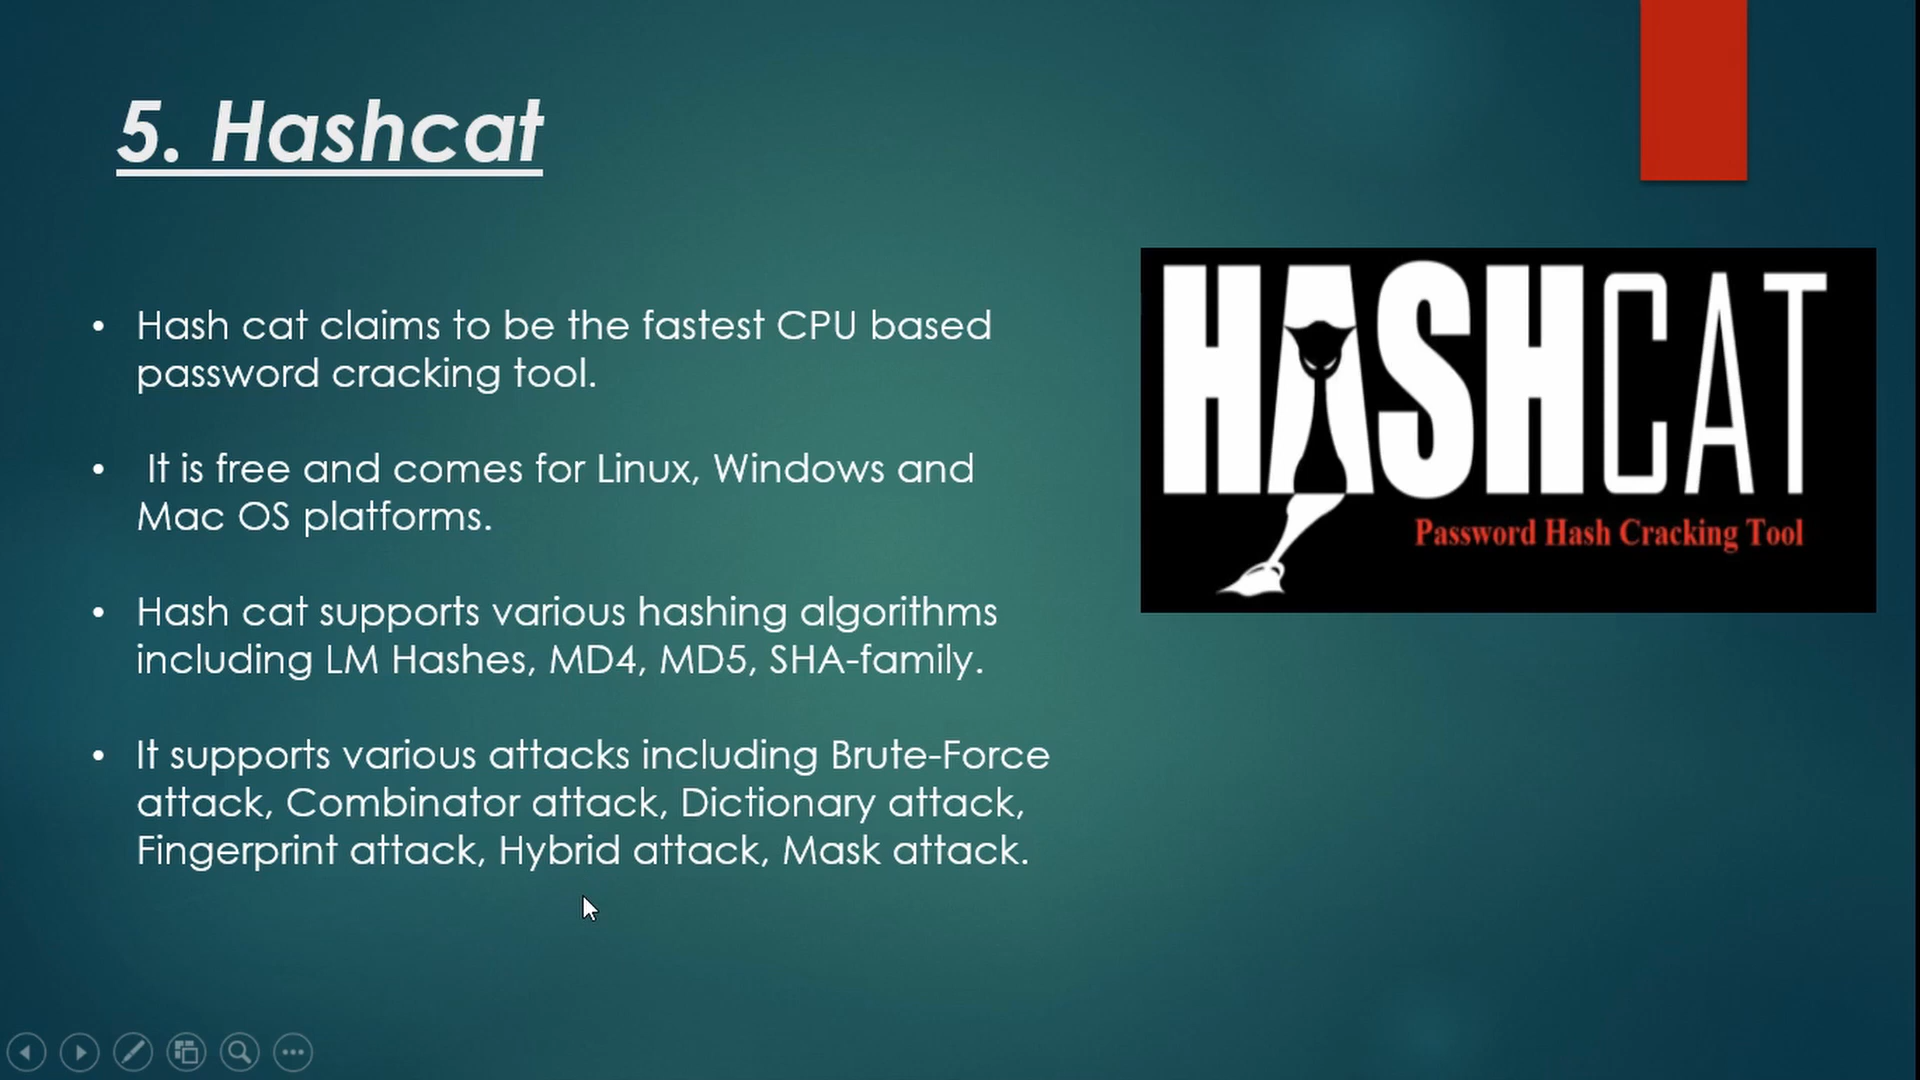 5. Hashcat
• Hash cat claims to be the fastest CPU based
password cracking tool.
• It is free and comes for Linux, Windows and
Mac OS platforms.
• Hash cat supports various hashing algorithms
including LM Hashes, MD4, MD5, SHA-family.
• It supports various attacks including Brute-Force
attack, Combinator attack, Dictionary attack,
Fingerprint attack, Hybrid attack, Mask attack.
HASHCAT
Password Hash Cracking Tool